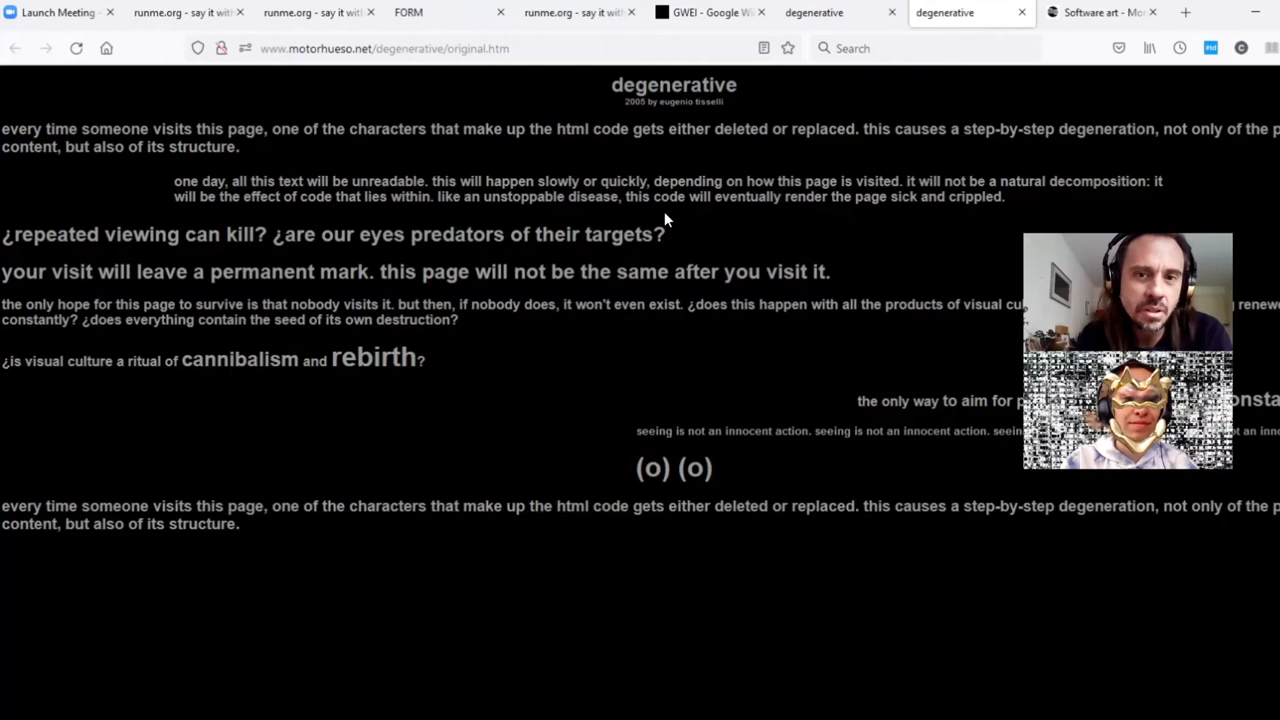 Launch Meeting -
runme.org - say it with
runme.org - say it with
FORM
runme.org - say it with
GWEI - Google Wi
degenerative
degenerative
Software art - Mo
www.motorhueso.net/degenerative/original.htm
Search
degenerative
2005 by eugenio tisselli
every time someone visits this page, one of the characters that make up the html code gets either deleted or replaced. this causes a step-by-step degeneration, not only of the p
content, but also of its structure.
one day, all this text will be unreadable. this will happen slowly or quickly, depending on how this page is visited. it will not be a natural decomposition: it
will be the effect of code that lies within. like an unstoppable disease, this code will eventually render the page sick and crippled.
¿repeated viewing can kill? ¿are our eyes predators of their targets?
your visit will leave a permanent mark. this page will not be the same after you visit it.
the only hope for this page to survive is that nobody visits it. but then, if nobody does, it won't even exist. ¿does this happen with all the products of visual cu renew
constantly? ¿does everything contain the seed of its own destruction?
¿is visual culture a ritual of cannibalism and rebirth?
the only way to aim for p onsta
seeing is not an innocent action. seeing is not an innocent action. seein t an inno
(o) (o)
every time someone visits this page, one of the characters that make up the html code gets either deleted or replaced. this causes a step-by-step degeneration, not only of the p
content, but also of its structure.